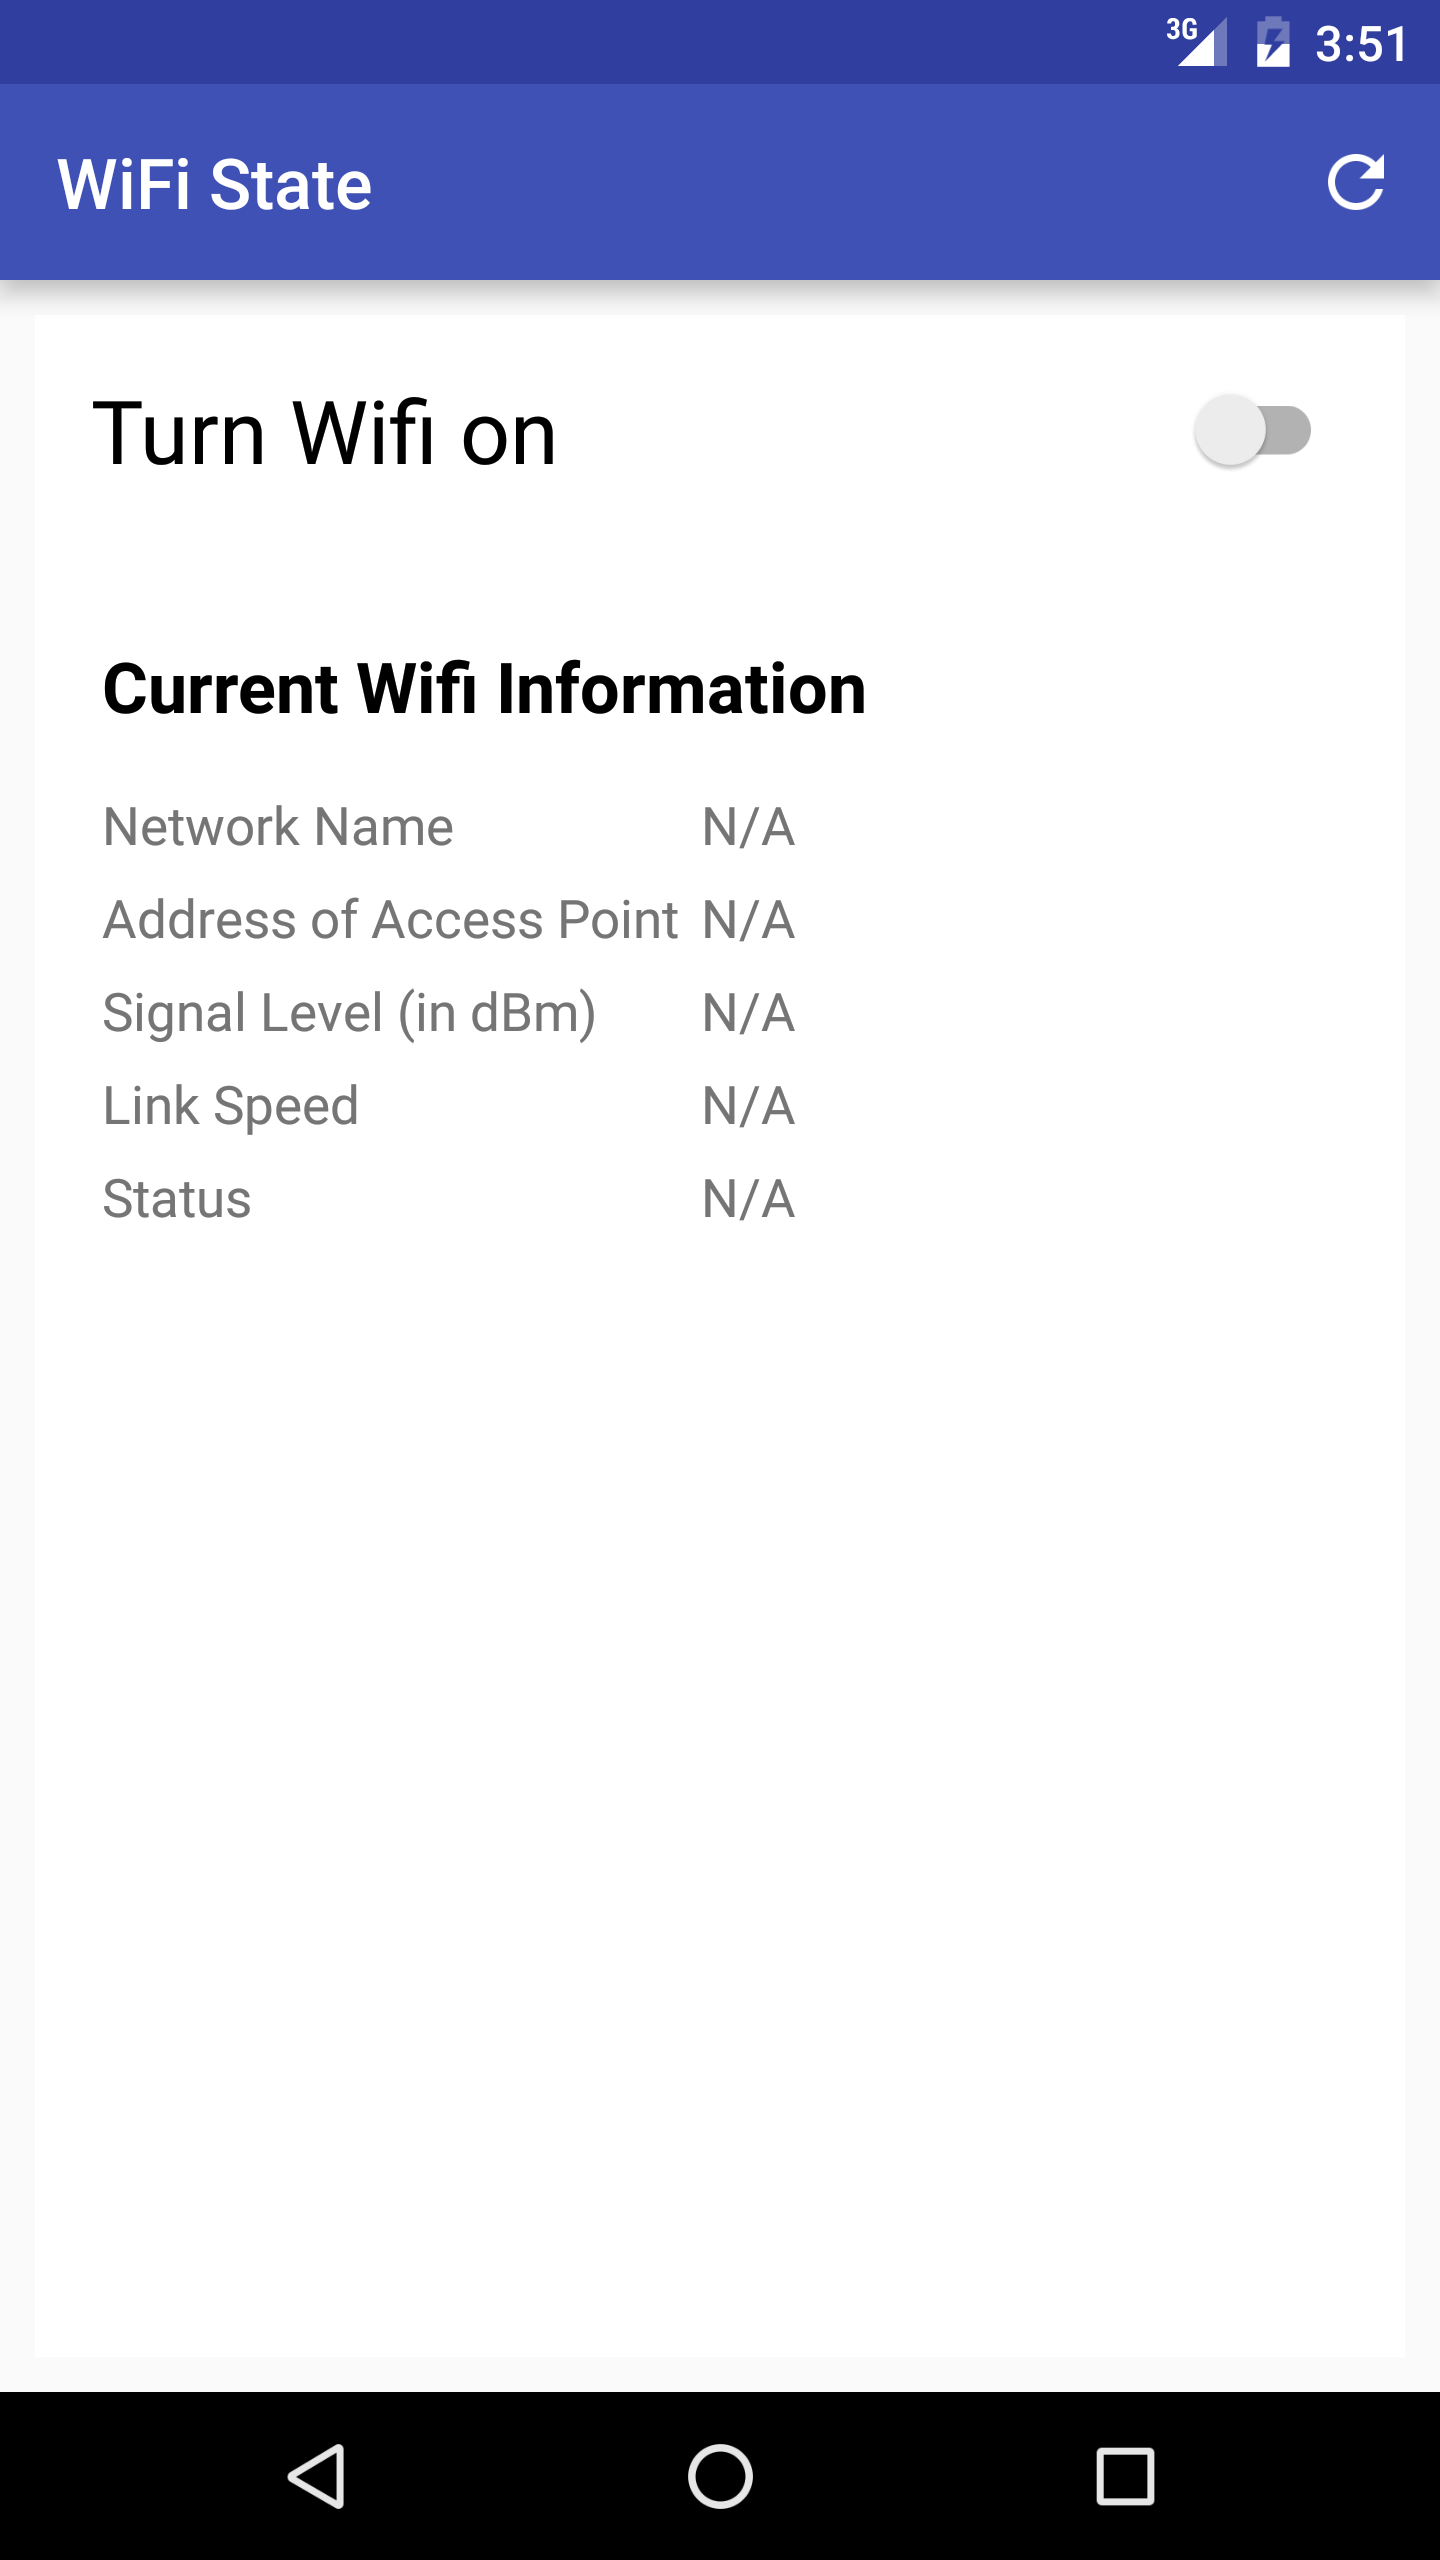 3G 3:51
WiFi State
Turn Wifi on
Current Wifi Information
Network Name N/A
Address of Access Point N/A
Signal Level (in dBm) N/A
Link Speed N/A
Status N/A